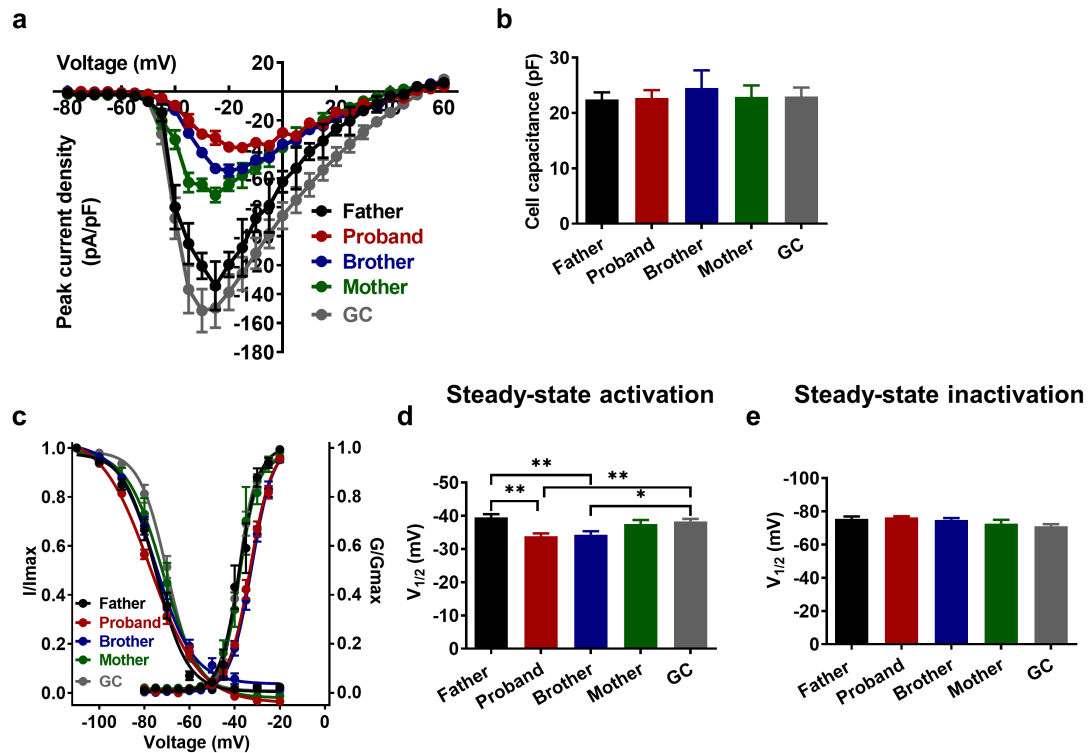 a
Voltage (mV)
20
-80 -60 -40 -20 20 60
-20
-40
-60
-80
-100
-120
-140
-160
-180
Peak current density
(pA/pF)
Father
Proband
Brother
Mother
GC
b
Cell capacitance (pF)
30
20
10
0
Father Proband Brother Mother GC
c
I/Imax
1.0
0.8
0.6
0.4
0.2
0.0
G/Gmax
1.0
0.8
0.6
0.4
0.2
0.0
Father
Proband
Brother
Mother
GC
-100 -80 -60 -40 -20 0
Voltage (mV)
Steady-state activation
d
V1/2 (mV)
-50
-40
-30
-20
-10
0
**
**
**
*
Father Proband Brother Mother GC
Steady-state inactivation
e
V1/2 (mV)
-100
-80
-60
-40
-20
0
Father Proband Brother Mother GC